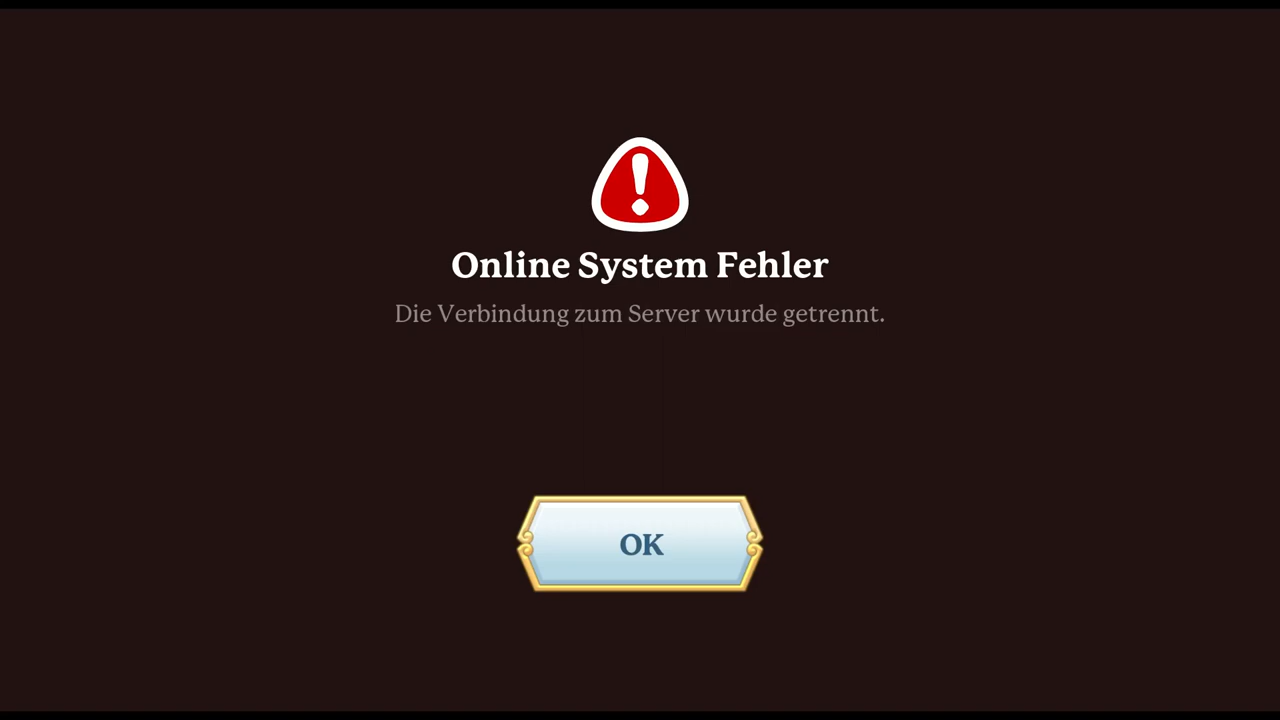 Online System Fehler
Die Verbindung zum Server wurde getrennt.
OK